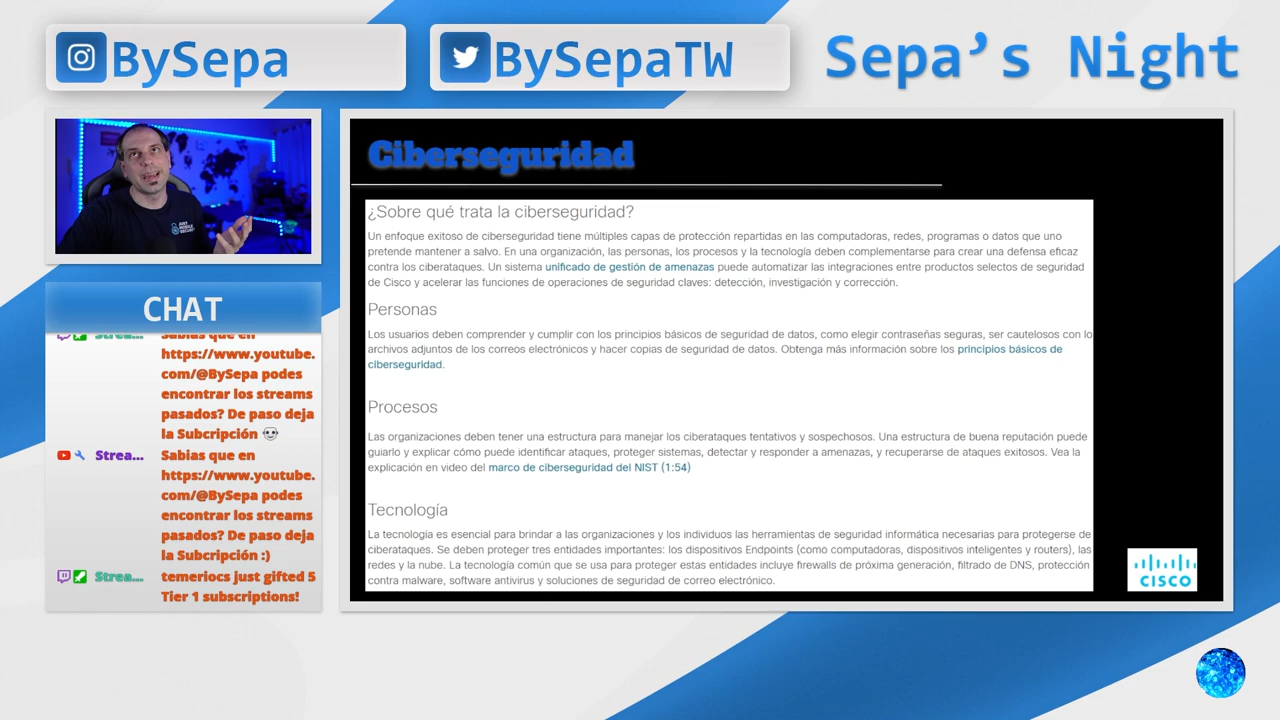 BySepa
BySepaTW
Sepa’s Night
CHAT
Strea... Sabias que en
https://www.youtube.
com/@BySepa podes
encontrar los streams
pasados? De paso deja
la Subcripción
Strea... Sabias que en
https://www.youtube.
com/@BySepa podes
encontrar los streams
pasados? De paso deja
la Subcripción :)
Strea... temeriocs just gifted 5
Tier 1 subscriptions!
Ciberseguridad
¿Sobre qué trata la ciberseguridad?
Un enfoque exitoso de ciberseguridad tiene múltiples capas de protección repartidas en las computadoras, redes, programas o datos que uno
pretende mantener a salvo. En una organización, las personas, los procesos y la tecnología deben complementarse para crear una defensa eficaz
contra los ciberataques. Un sistema unificado de gestión de amenazas puede automatizar las integraciones entre productos selectos de seguridad
de Cisco y acelerar las funciones de operaciones de seguridad claves: detección, investigación y corrección.
Personas
Los usuarios deben comprender y cumplir con los principios básicos de seguridad de datos, como elegir contraseñas seguras, ser cautelosos con lo
archivos adjuntos de los correos electrónicos y hacer copias de seguridad de datos. Obtenga más información sobre los principios básicos de
ciberseguridad.
Procesos
Las organizaciones deben tener una estructura para manejar los ciberataques tentativos y sospechosos. Una estructura de buena reputación puede
guiarlo y explicar cómo puede identificar ataques, proteger sistemas, detectar y responder a amenazas, y recuperarse de ataques exitosos. Vea la
explicación en video del marco de ciberseguridad del NIST (1:54)
Tecnología
La tecnología es esencial para brindar a las organizaciones y los individuos las herramientas de seguridad informática necesarias para protegerse de
ciberataques. Se deben proteger tres entidades importantes: los dispositivos Endpoints (como computadoras, dispositivos inteligentes y routers), las
redes y la nube. La tecnología común que se usa para proteger estas entidades incluye firewalls de próxima generación, filtrado de DNS, protección
contra malware, software antivirus y soluciones de seguridad de correo electrónico.
CISCO